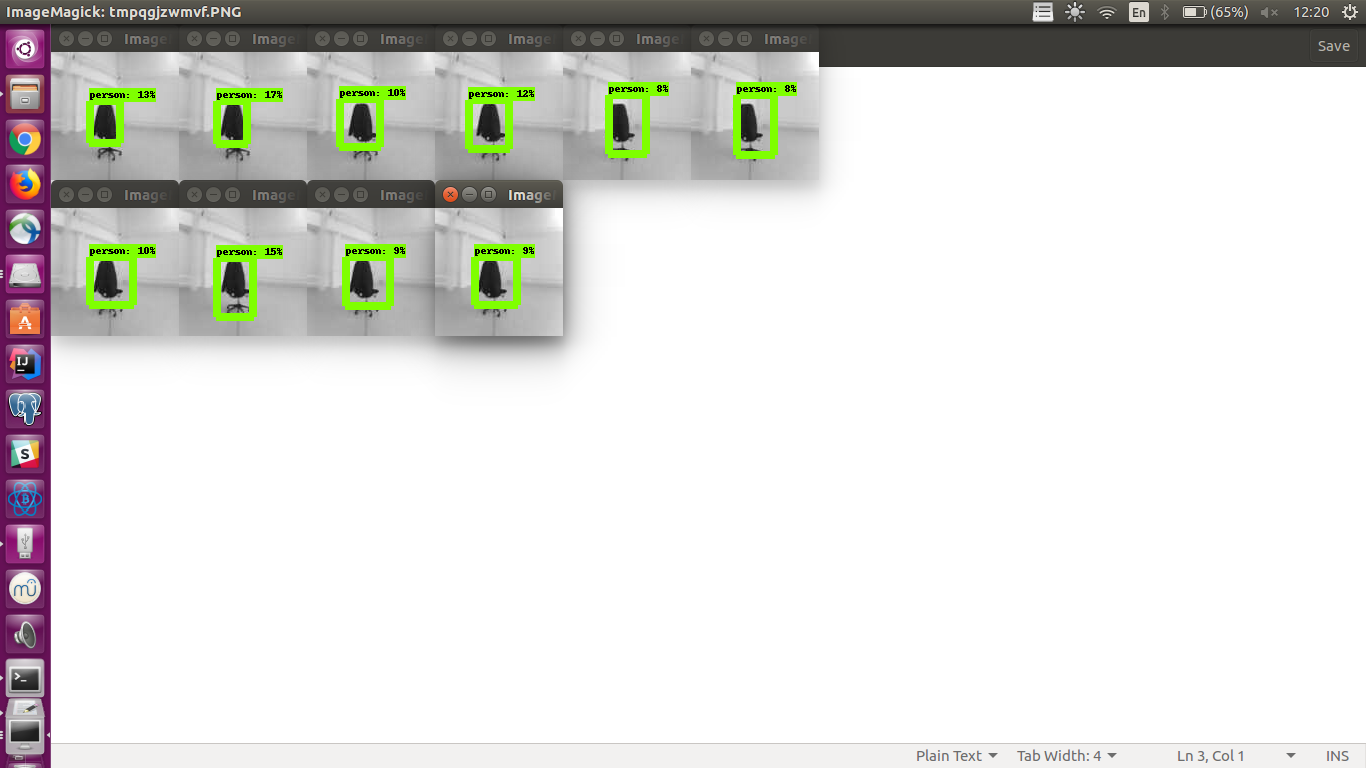 ImageMagick: tmpqgjzwmvf.PNG
En
(65%)
12:20
Image
Image
Image
Image
Image
Image
Save
person: 13%
person: 17%
person: 10%
person: 12%
person: 8%
person: 8%
Image
Image
Image
Image
person: 10%
person: 15%
person: 9%
person: 9%
A
IJ
S
B
mu
>_
Plain Text
Tab Width: 4
Ln 3, Col 1
INS